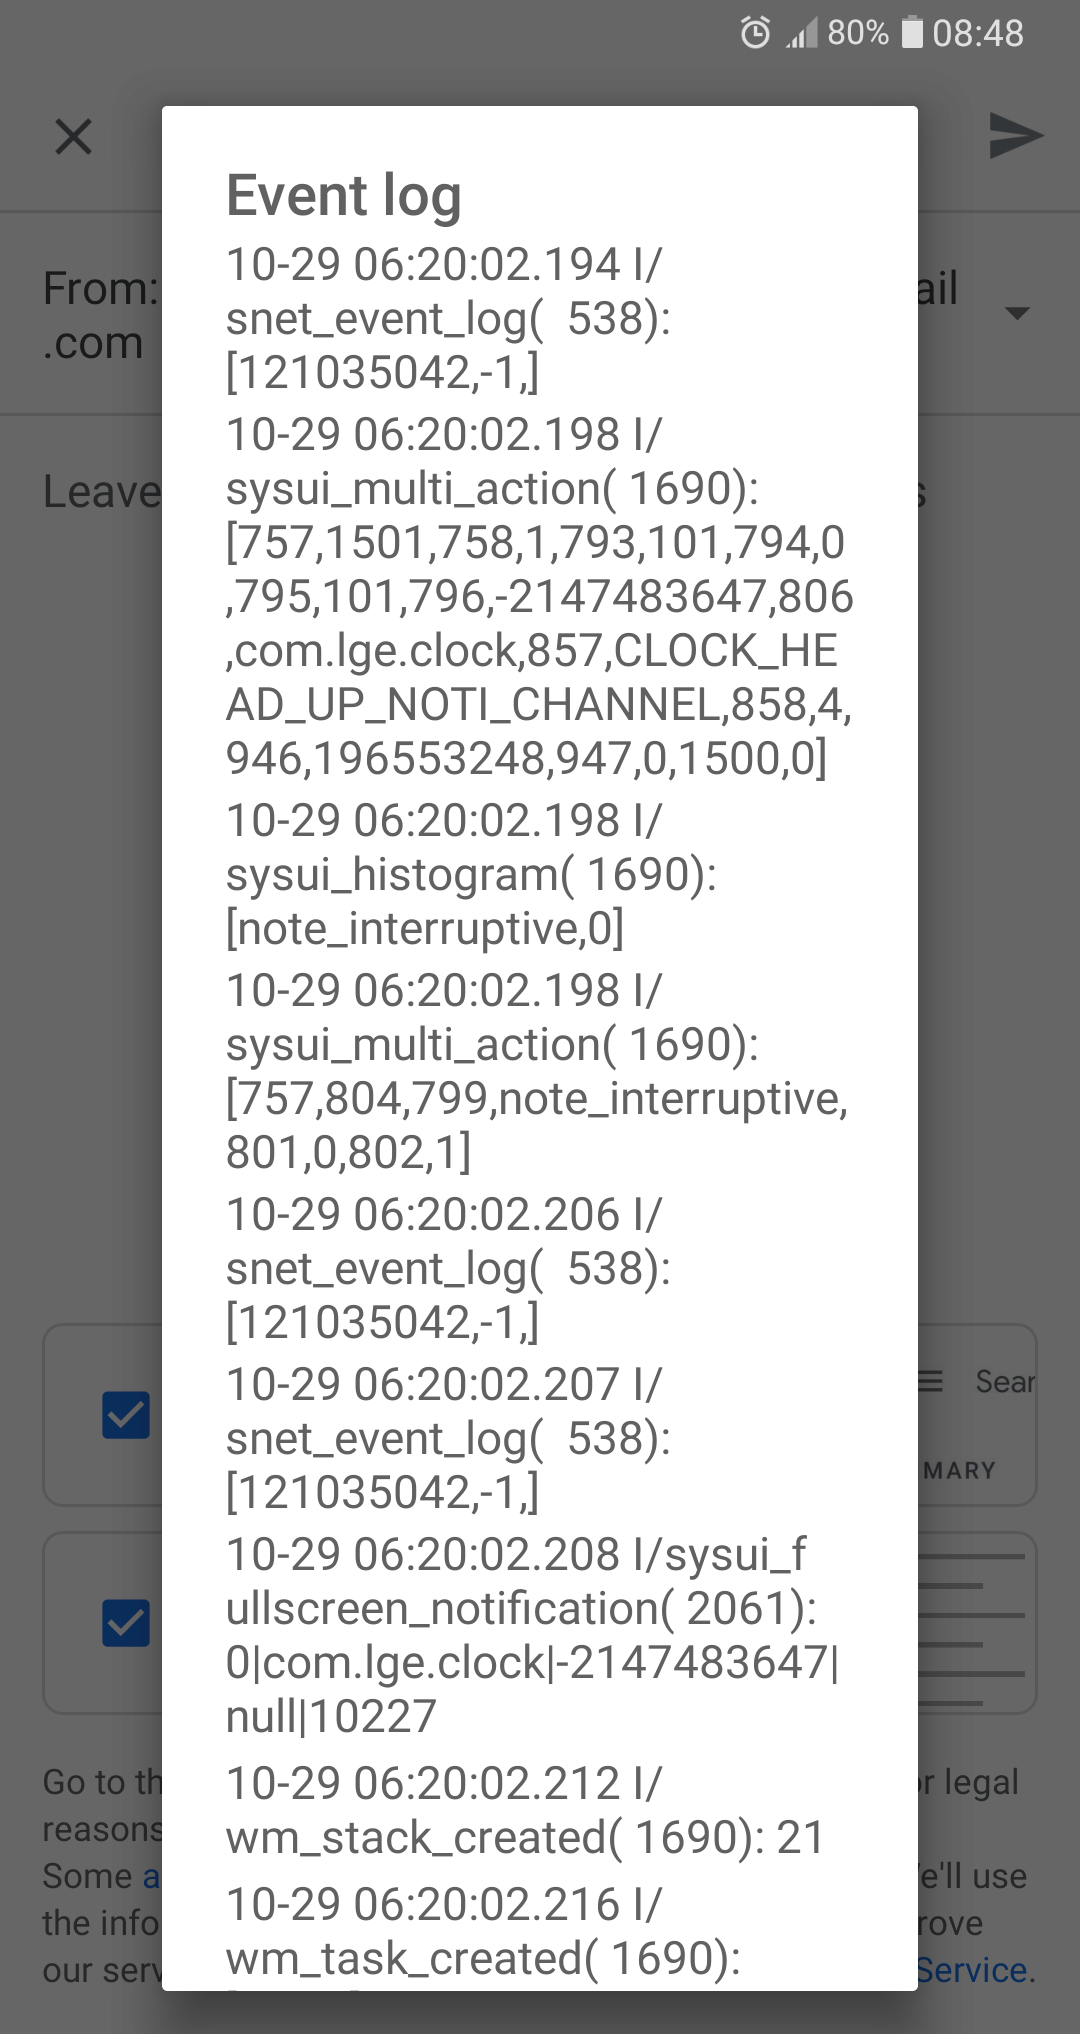 80% 08:48
Event log
10-29 06:20:02.194 I/
snet_event_log(  538):
[121035042,-1,]
10-29 06:20:02.198 I/
sysui_multi_action( 1690):
[757,1501,758,1,793,101,794,0
,795,101,796,-2147483647,806
,com.lge.clock,857,CLOCK_HE
AD_UP_NOTI_CHANNEL,858,4,
946,196553248,947,0,1500,0]
10-29 06:20:02.198 I/
sysui_histogram( 1690):
[note_interruptive,0]
10-29 06:20:02.198 I/
sysui_multi_action( 1690):
[757,804,799,note_interruptive,
801,0,802,1]
10-29 06:20:02.206 I/
snet_event_log(  538):
[121035042,-1,]
10-29 06:20:02.207 I/
snet_event_log(  538):
[121035042,-1,]
10-29 06:20:02.208 I/sysui_f
ullscreen_notification( 2061):
0|com.lge.clock|-2147483647|
null|10227
10-29 06:20:02.212 I/
wm_stack_created( 1690): 21
10-29 06:20:02.216 I/
wm_task_created( 1690):
From:
.com
ail
Leave
s
Sear
MARY
Go to th
reasons
Some a
the info
our serv
r legal
e'll use
rove
Service.